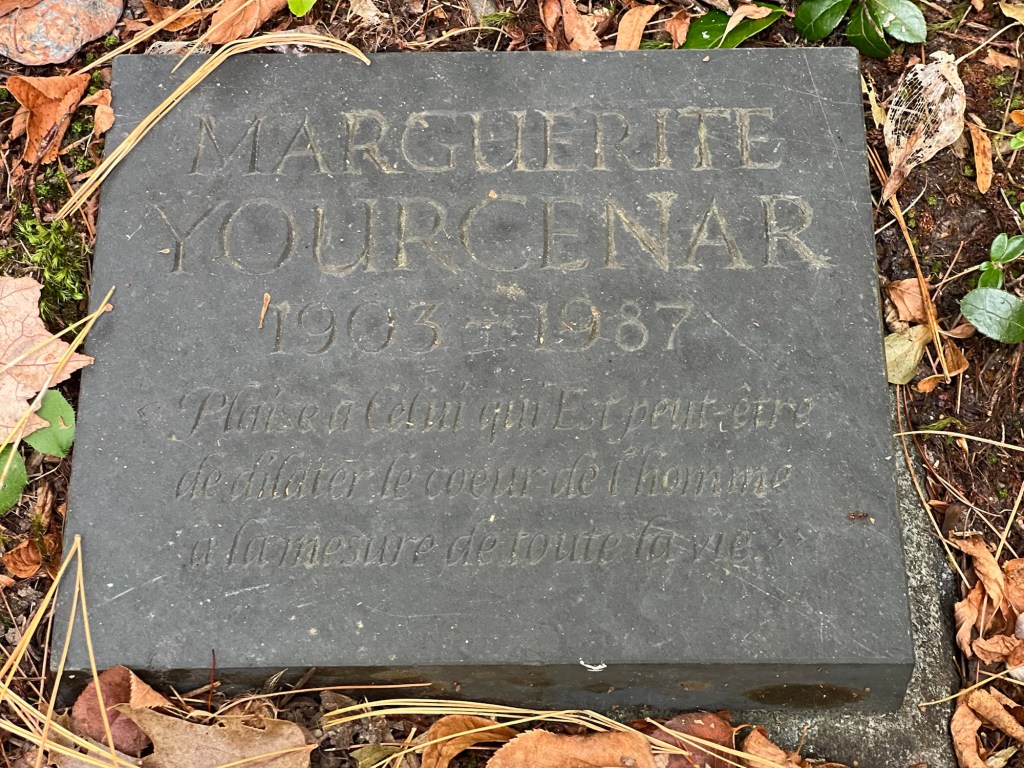 MARGUERITE
YOURCENAR
1903 - 1987
« Plaise à Celui qui Est peut-être
de dilater le coeur de l'homme
à la mesure de toute la vie. »